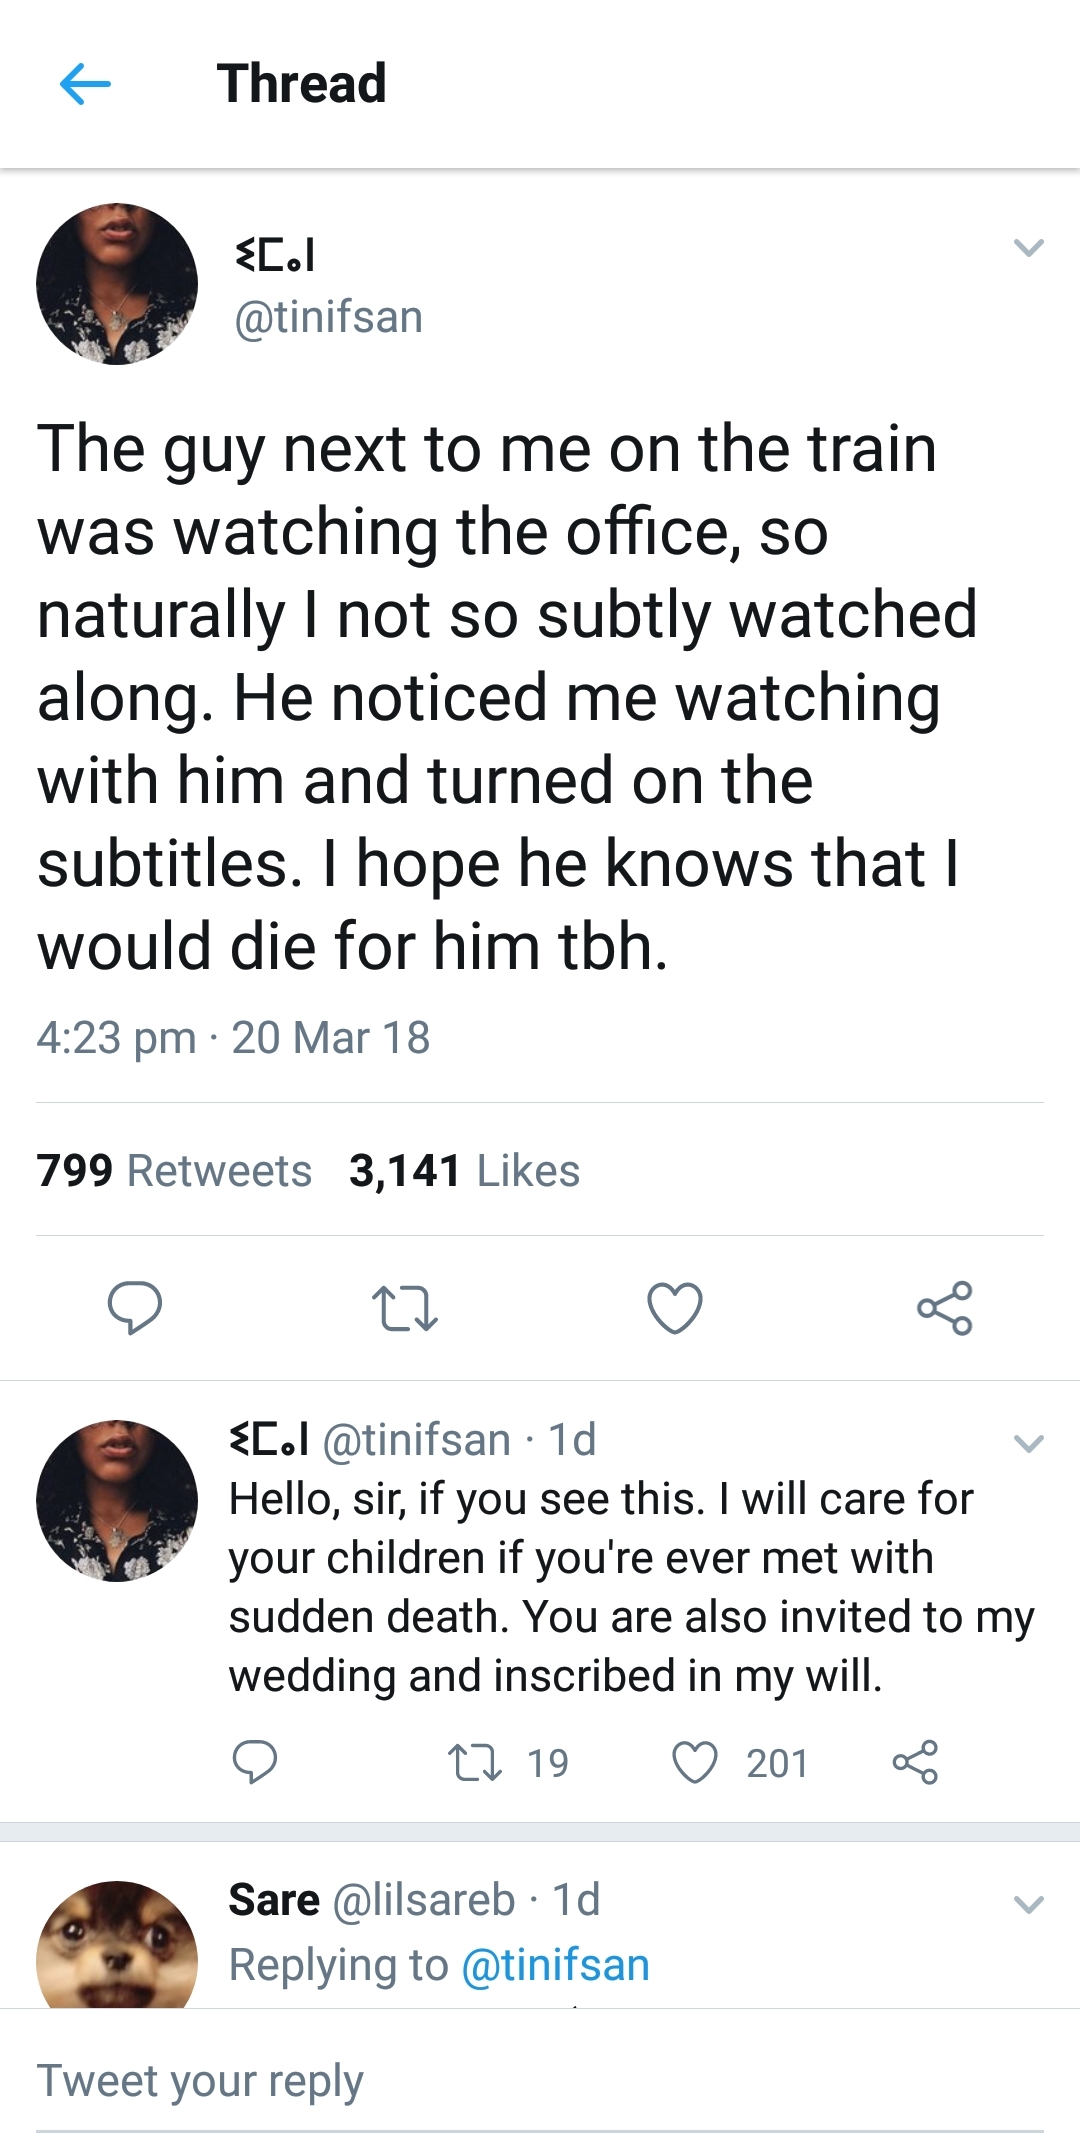 Thread
ⵉⵎⴰⵏ
@tinifsan
The guy next to me on the train
was watching the office, so
naturally I not so subtly watched
along. He noticed me watching
with him and turned on the
subtitles. I hope he knows that I
would die for him tbh.
4:23 pm · 20 Mar 18
799 Retweets 3,141 Likes
ⵉⵎⴰⵏ @tinifsan · 1d
Hello, sir, if you see this. I will care for
your children if you're ever met with
sudden death. You are also invited to my
wedding and inscribed in my will.
19 201
Sare @lilsareb · 1d
Replying to @tinifsan
Tweet your reply